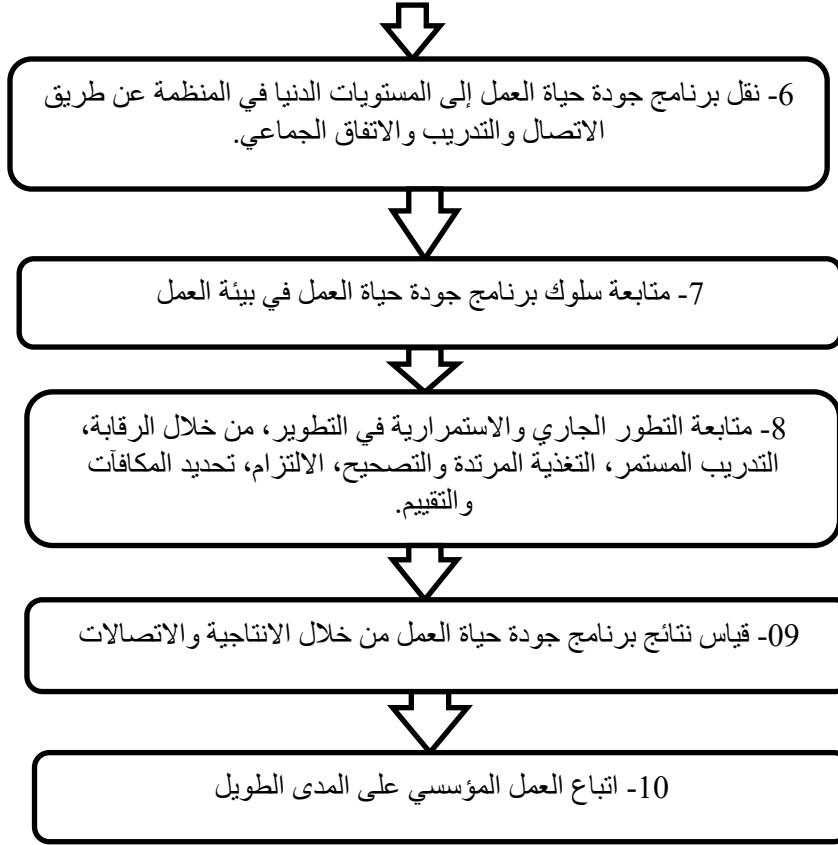 6- نقل برنامج جودة حياة العمل إلى المستويات الدنيا في المنظمة عن طريق
الاتصال والتدريب والاتفاق الجماعي.
7- متابعة سلوك برنامج جودة حياة العمل في بيئة العمل
8- متابعة التطور الجاري والاستمرارية في التطوير، من خلال الرقابة،
التدريب المستمر، التغذية المرتدة والتصحيح، الالتزام، تحديد المكافآت
والتقييم.
09- قياس نتائج برنامج جودة حياة العمل من خلال الانتاجية والاتصالات
10- اتباع العمل المؤسسي على المدى الطويل